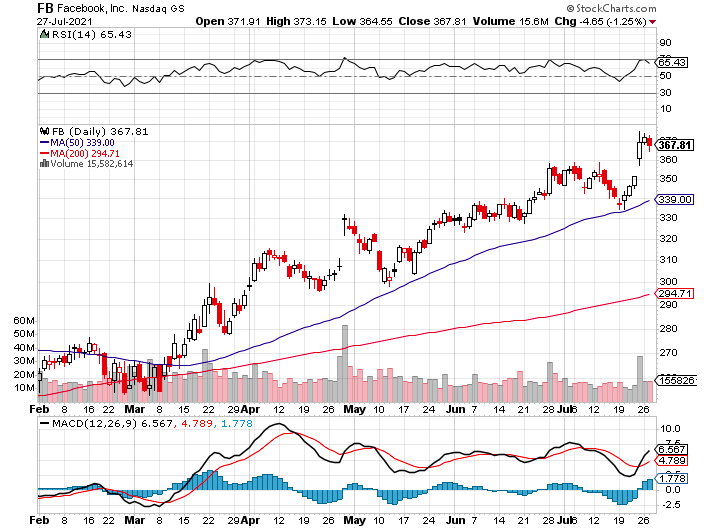 FB Facebook, Inc. Nasdaq GS © StockCharts.com
27-Jul-2021 Open 371.91 High 373.15 Low 364.55 Close 367.81 Volume 15.6M Chg -4.65 (-1.25%)
RSI(14) 65.43
90
70
65.43
50
30
10
FB (Daily) 367.81
MA(50) 339.00
MA(200) 294.71
Volume 15,582,614
370
367.81
360
350
339.00
330
320
310
300
294.71
290
280
270
260
155826
60M
50M
40M
30M
20M
10M
Feb 8 16 22 Mar 8 15 22 29 Apr 12 19 26 May 10 17 24 Jun 7 14 21 28 Jul 6 12 19 26
MACD(12,26,9) 6.567, 4.789, 1.778
10.0
7.5
6.567
4.789
1.778
0.0
-2.5
Feb 8 16 22 Mar 8 15 22 29 Apr 12 19 26 May 10 17 24 Jun 7 14 21 28 Jul 6 12 19 26